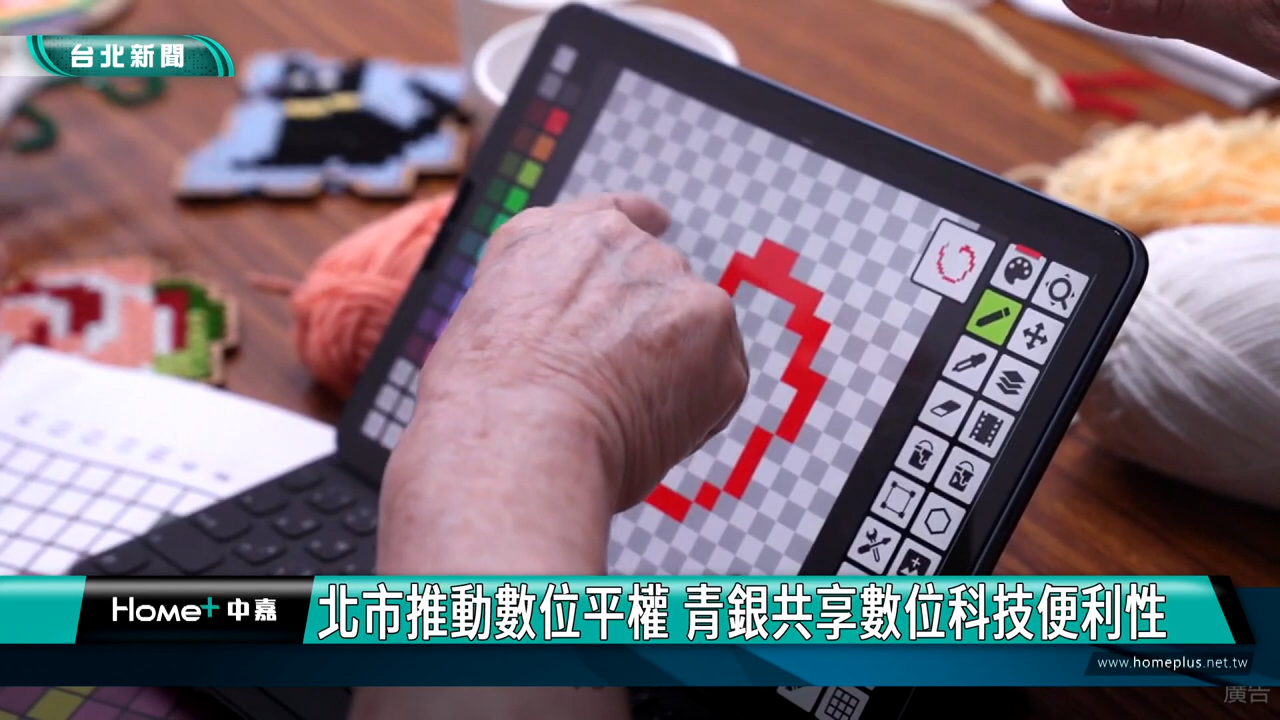 台北新聞
Home+ 中嘉
北市推動數位平權 青銀共享數位科技便利性
www.homeplus.net.tw
廣告